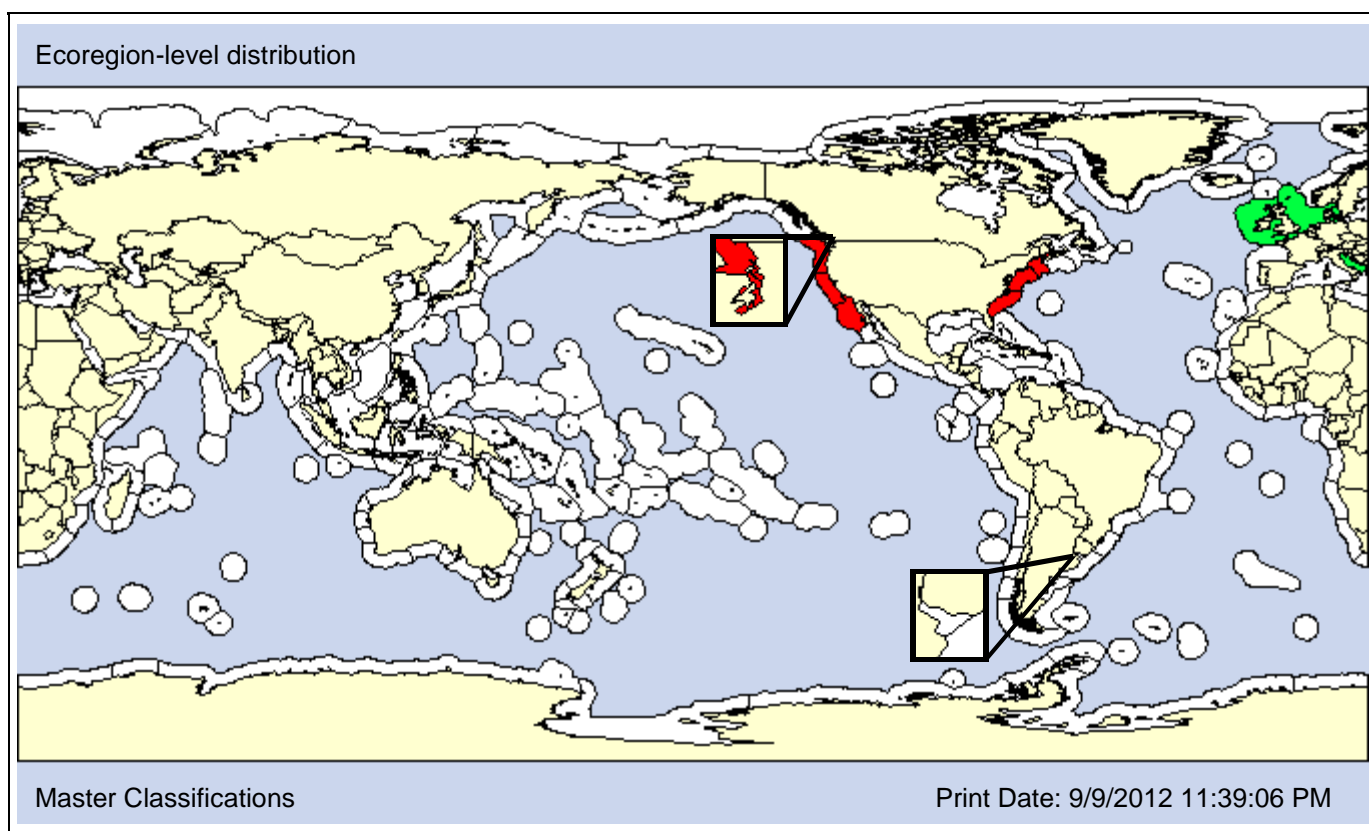 Ecoregion-level distribution
Master Classifications
Print Date: 9/9/2012 11:39:06 PM